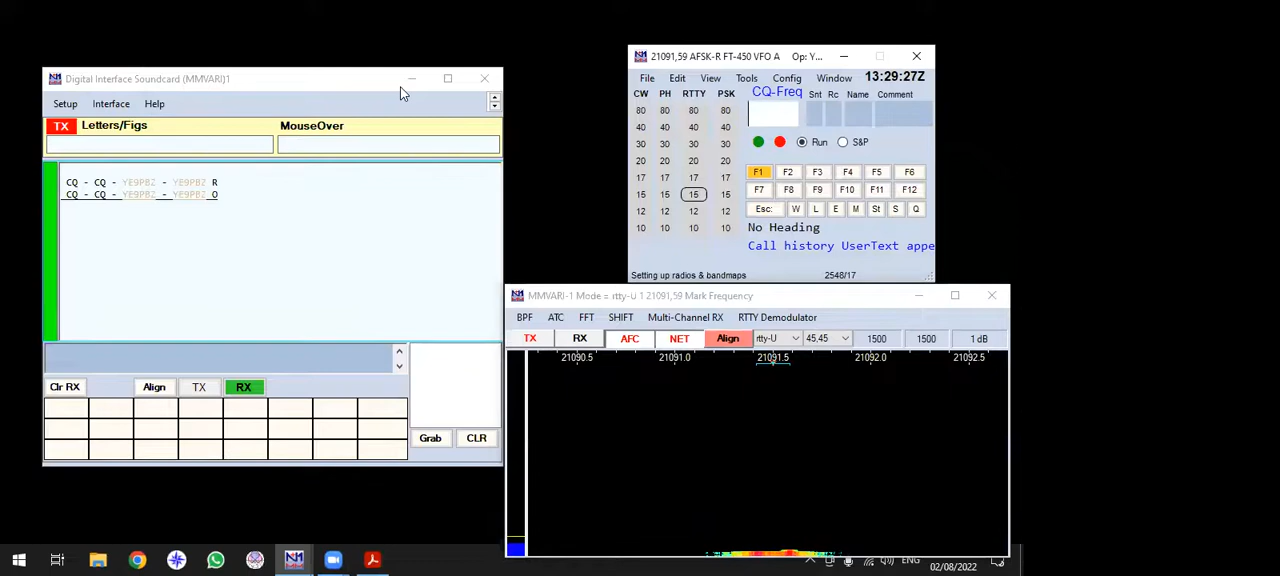 Digital Interface Soundcard (MMVARI)1
Setup Interface Help
TX Letters/Figs MouseOver
CQ - CQ - YE9PBZ - YE9PBZ R
CQ - CQ - YE9PBZ - YE9PBZ O
Clr RX Align TX RX
Grab CLR
21091,59 AFSK-R FT-450 VFO A Op: Y...
File Edit View Tools Config Window 13:29:27Z
CW PH RTTY PSK CQ-Freq Snt Rc Name Comment
80 80 80 80
40 40 40 40
30 30 30 30
Run S&P
20 20 20 20
17 17 17 17
15 15 15 15
12 12 12 12
10 10 10 10
F1 F2 F3 F4 F5 F6
F7 F8 F9 F10 F11 F12
Esc: W L E M St S Q
No Heading
Call history UserText appe
Setting up radios & bandmaps 2548/17
MMVARI-1 Mode = rtty-U 1 21091,59 Mark Frequency
BPF ATC FFT SHIFT Multi-Channel RX RTTY Demodulator
TX RX AFC NET Align rtty-U 45,45 1500 1500 1 dB
21090.5 21091.0 21091.5 21092.0 21092.5
ENG
02/08/2022